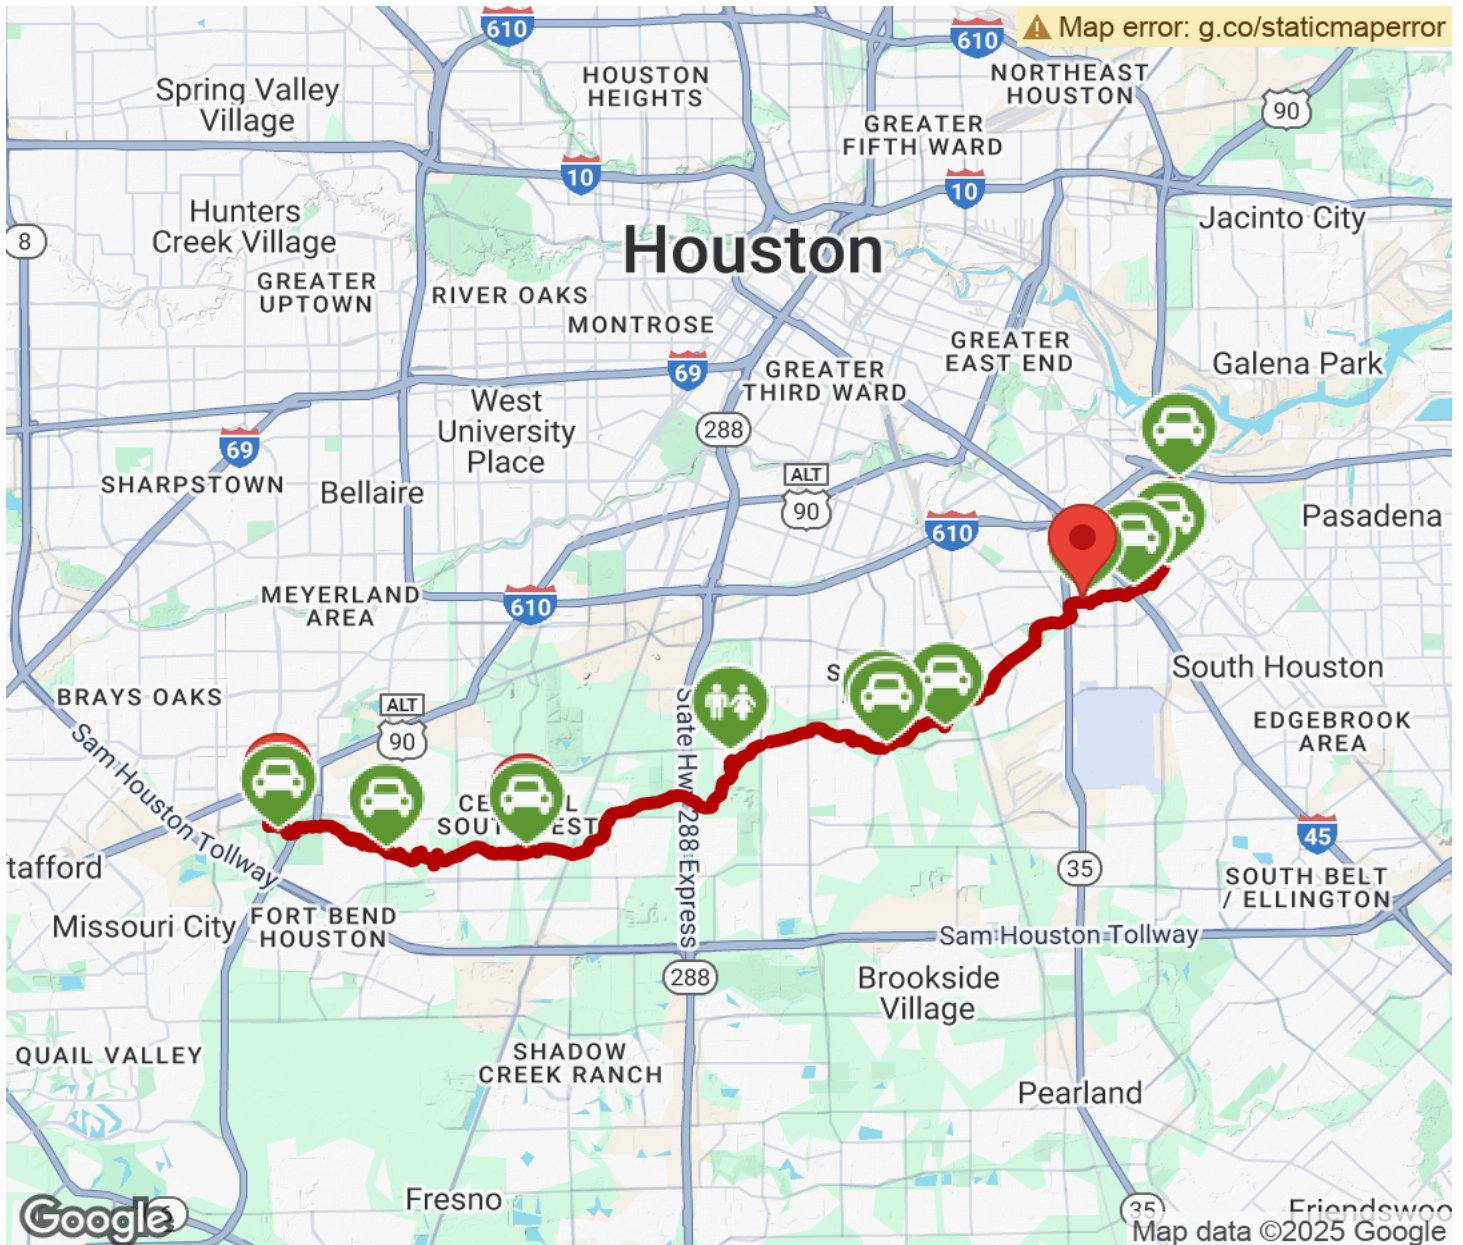 Map error: g.co/staticmaperror
610
610
HOUSTON
HEIGHTS
NORTHEAST
HOUSTON
Spring Valley
Village
90
GREATER
FIFTH WARD
10
10
Hunters
Creek Village
8
Jacinto City
Houston
GREATER
UPTOWN
RIVER OAKS
MONTROSE
GREATER
EAST END
69
GREATER
THIRD WARD
Galena Park
West
University
Place
288
69
SHARPSTOWN
Bellaire
ALT
90
Pasadena
610
MEYERLAND
AREA
610
South Houston
BRAYS OAKS
ALT
90
State Hwy 288 Express
EDGEBROOK
AREA
Sam Houston Tollway
45
tafford
35
SOUTH BELT
/ ELLINGTON
Missouri City
FORT BEND
HOUSTON
Sam Houston Tollway
288
Brookside
Village
QUAIL VALLEY
SHADOW
CREEK RANCH
Pearland
Fresno
35
Friendswoo
Google
Map data ©2025 Google